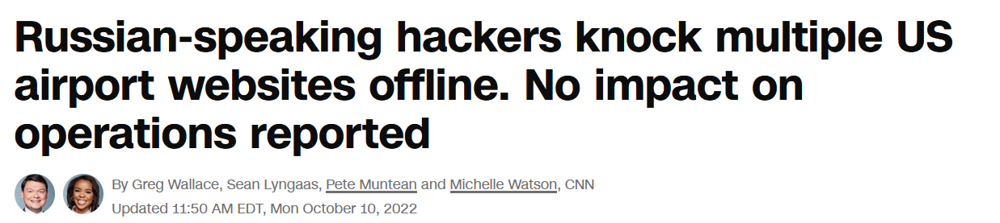 Russian-speaking hackers knock multiple US
airport websites offline. No impact on
operations reported
By Greg Wallace, Sean Lyngaas, Pete Muntean and Michelle Watson, CNN
Updated 11:50 AM EDT, Mon October 10, 2022